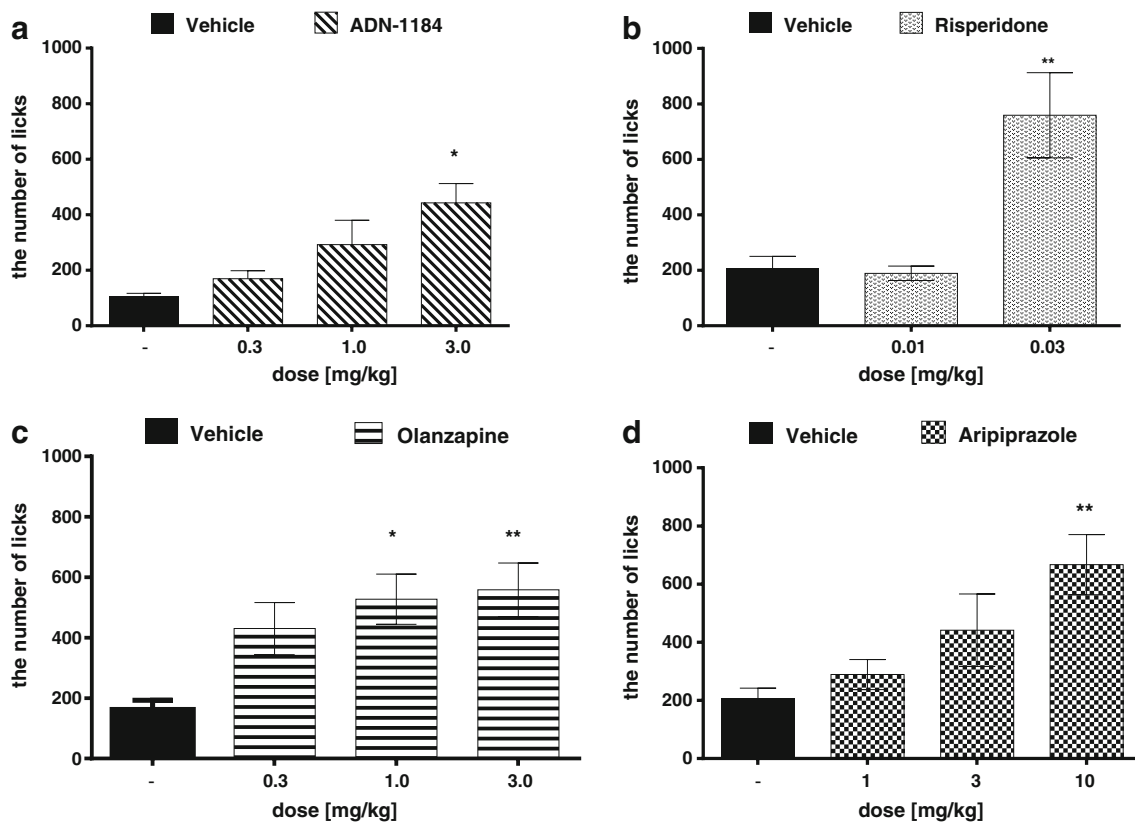 a
Vehicle ADN-1184
the number of licks
1000
800
600
400
200
0
*
- 0.3 1.0 3.0
dose [mg/kg]
b
Vehicle Risperidone
the number of licks
1000
800
600
400
200
0
**
- 0.01 0.03
dose [mg/kg]
c
Vehicle Olanzapine
the number of licks
1000
800
600
400
200
0
* **
- 0.3 1.0 3.0
dose [mg/kg]
d
Vehicle Aripiprazole
the number of licks
1000
800
600
400
200
0
**
- 1 3 10
dose [mg/kg]